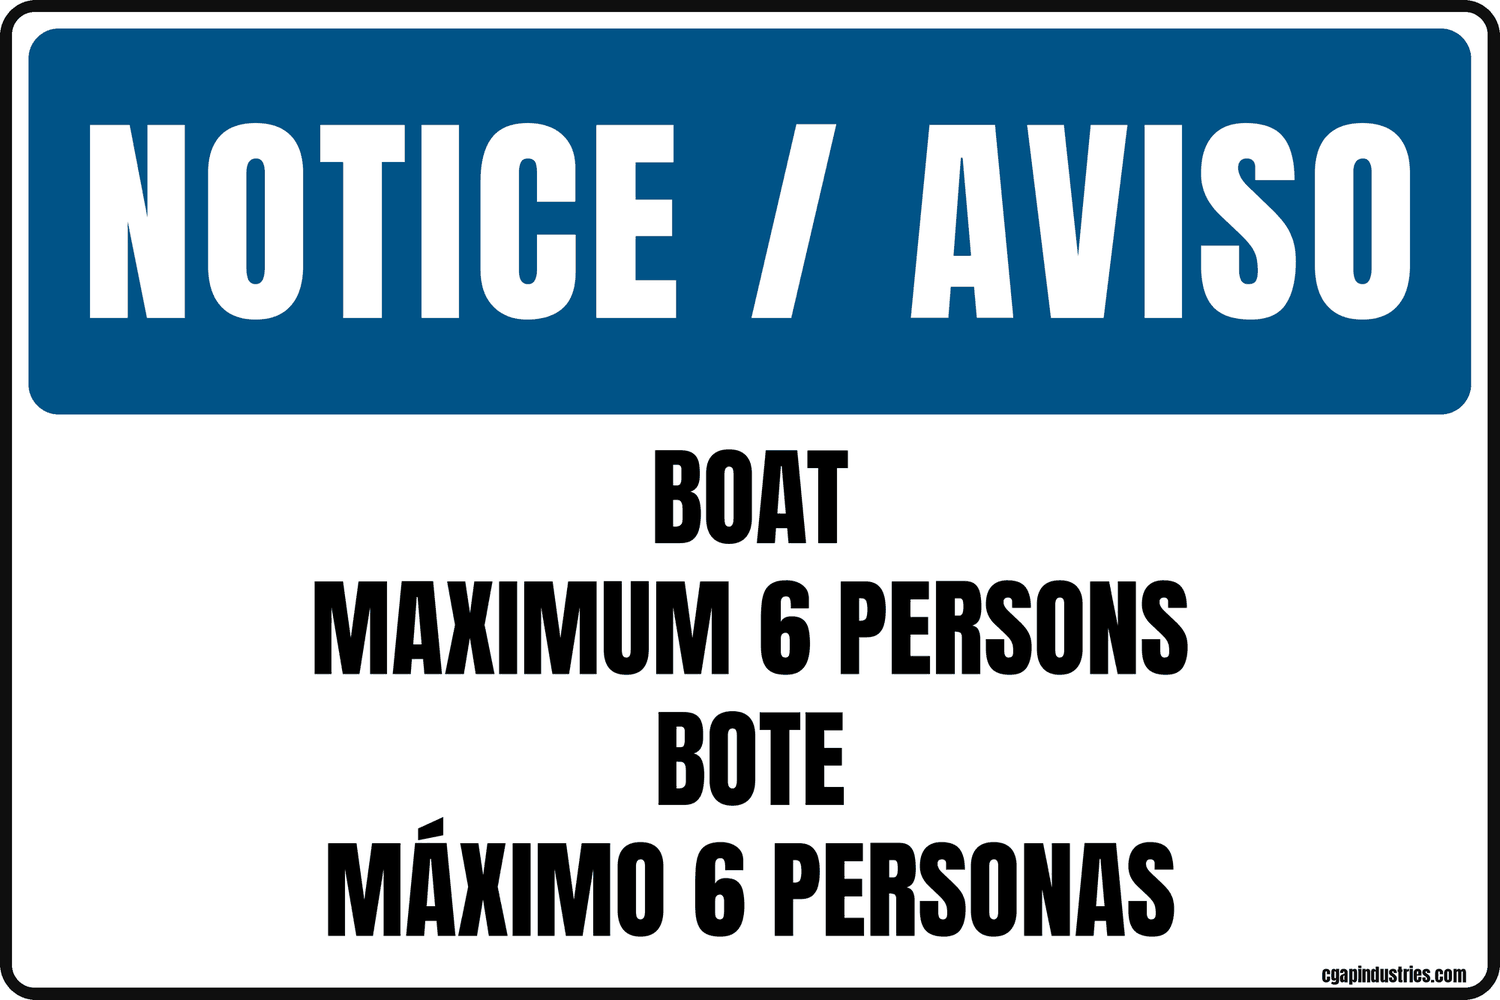 NOTICE / AVISO
BOAT
MAXIMUM 6 PERSONS
BOTE
MÁXIMO 6 PERSONAS
cgapindustries.com